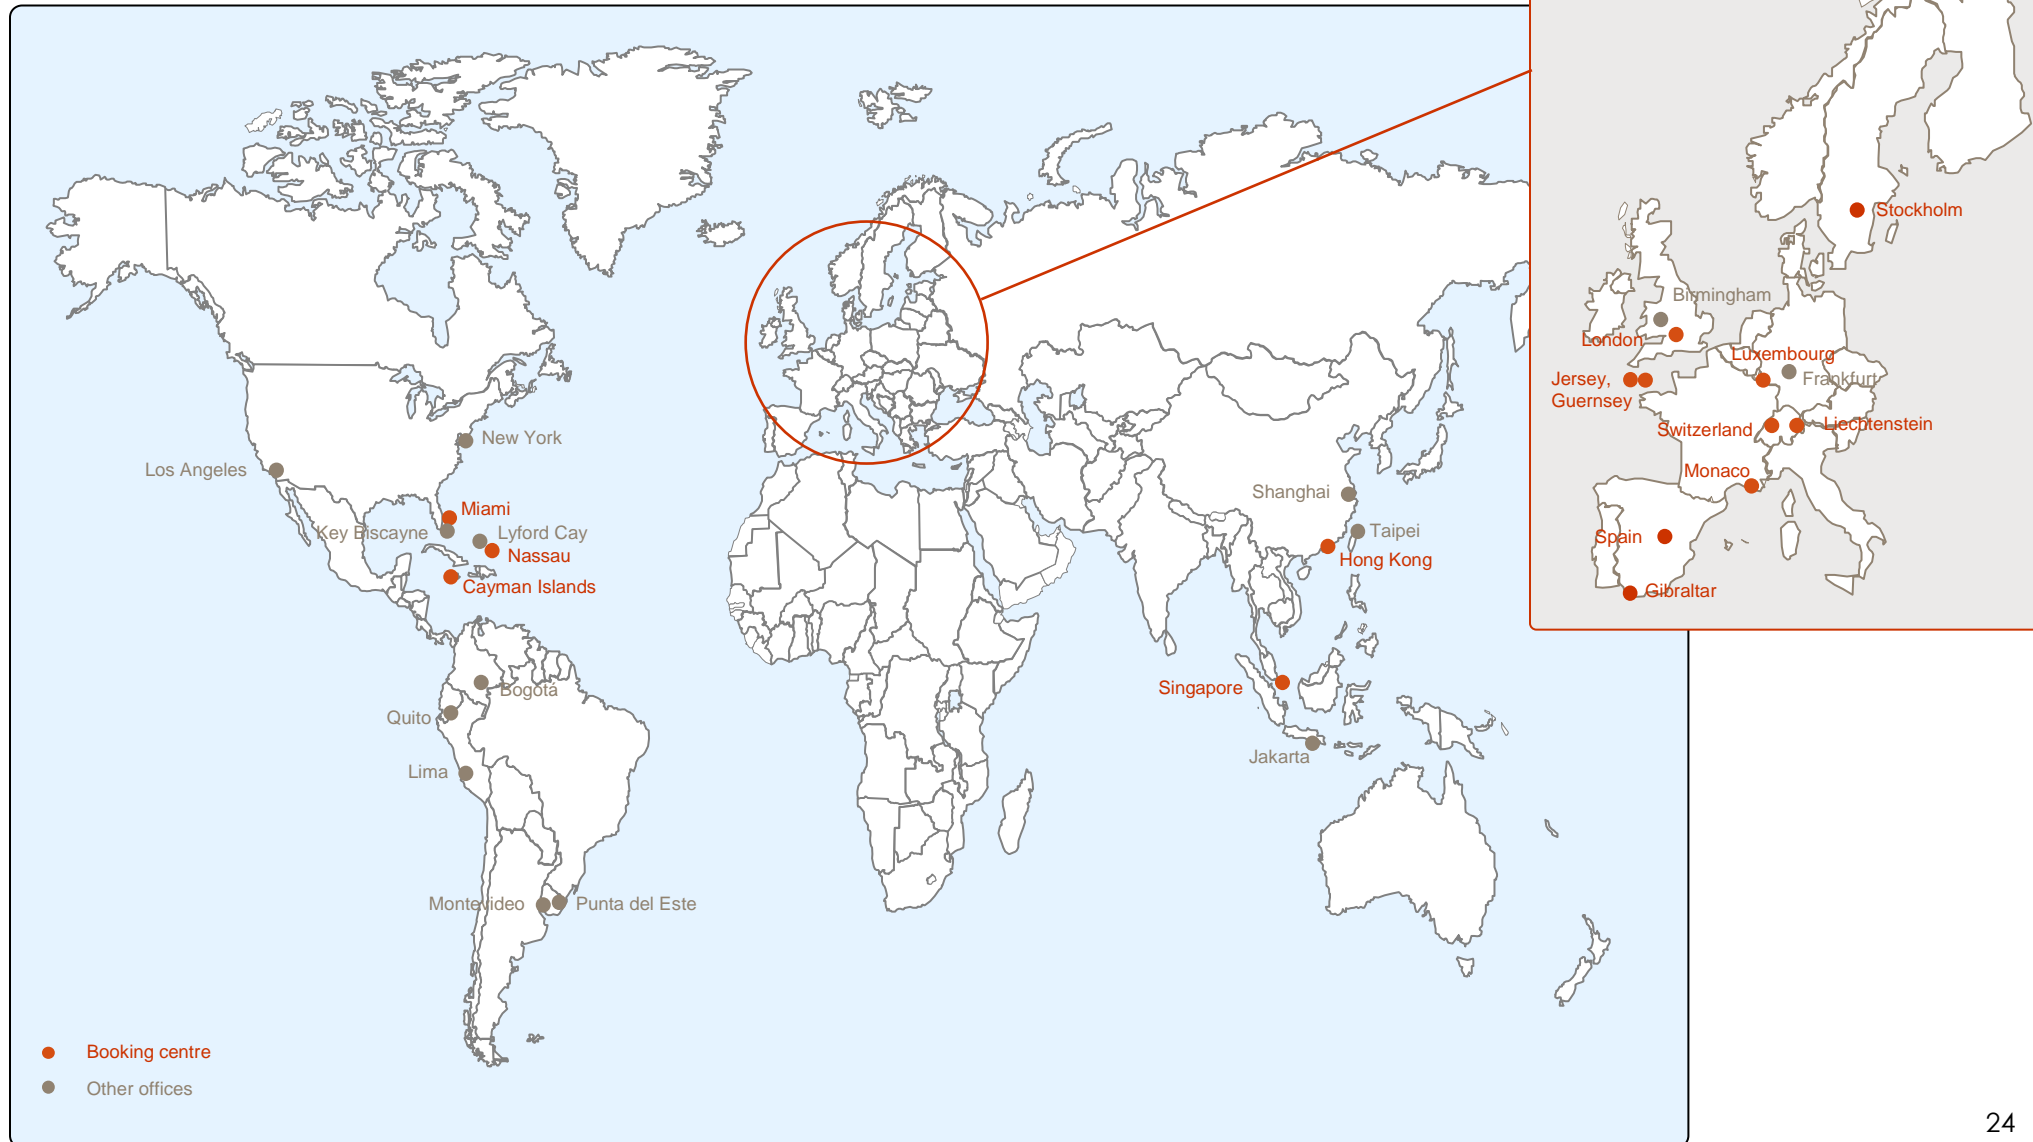 Stockholm
Birmingham
London
Luxembourg
Frankfurt
Jersey,
Guernsey
Switzerland
Liechtenstein
Monaco
Spain
Gibraltar
New York
Los Angeles
Miami
Key Biscayne
Lyford Cay
Nassau
Cayman Islands
Shanghai
Taipei
Hong Kong
Singapore
Jakarta
Bogotá
Quito
Lima
Montevideo
Punta del Este
Booking centre
Other offices
24